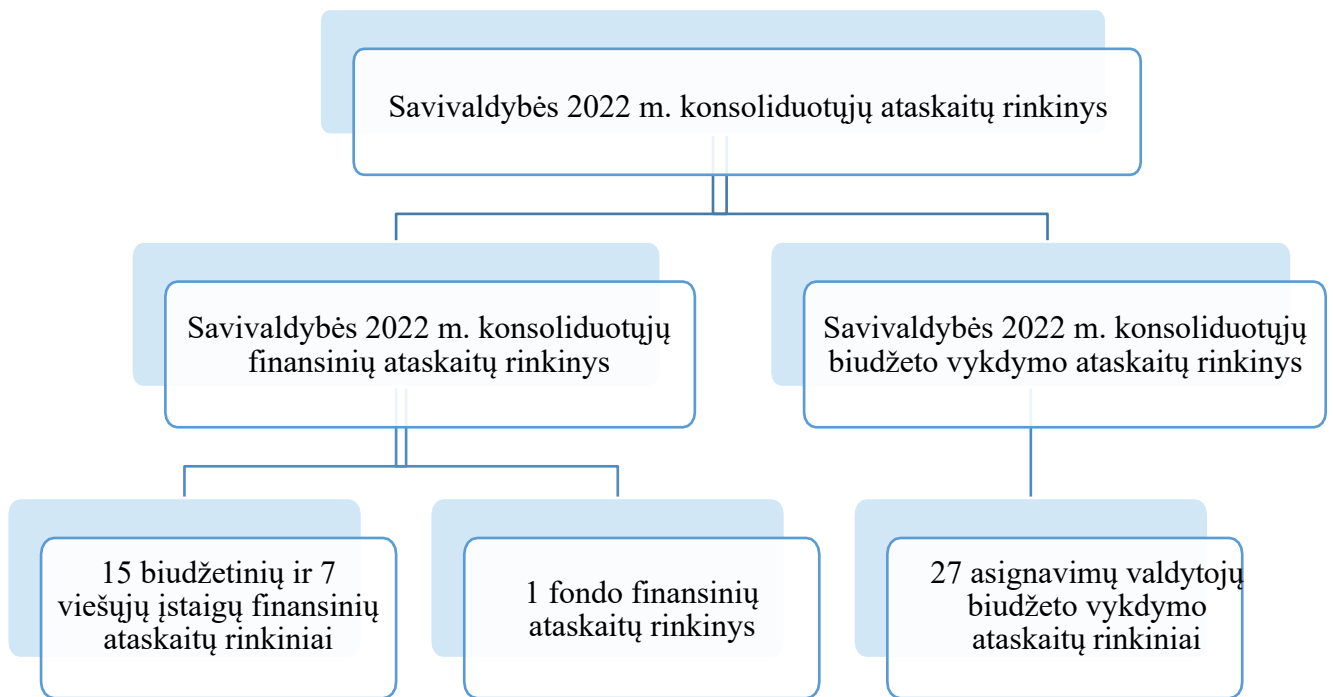 Savivaldybės 2022 m. konsoliduotųjų ataskaitų rinkinys
Savivaldybės 2022 m. konsoliduotųjų
finansinių ataskaitų rinkinys
Savivaldybės 2022 m. konsoliduotųjų
biudžeto vykdymo ataskaitų rinkinys
15 biudžetinių ir 7
viešųjų įstaigų finansinių
ataskaitų rinkiniai
1 fondo finansinių
ataskaitų rinkinys
27 asignavimų valdytojų
biudžeto vykdymo
ataskaitų rinkiniai